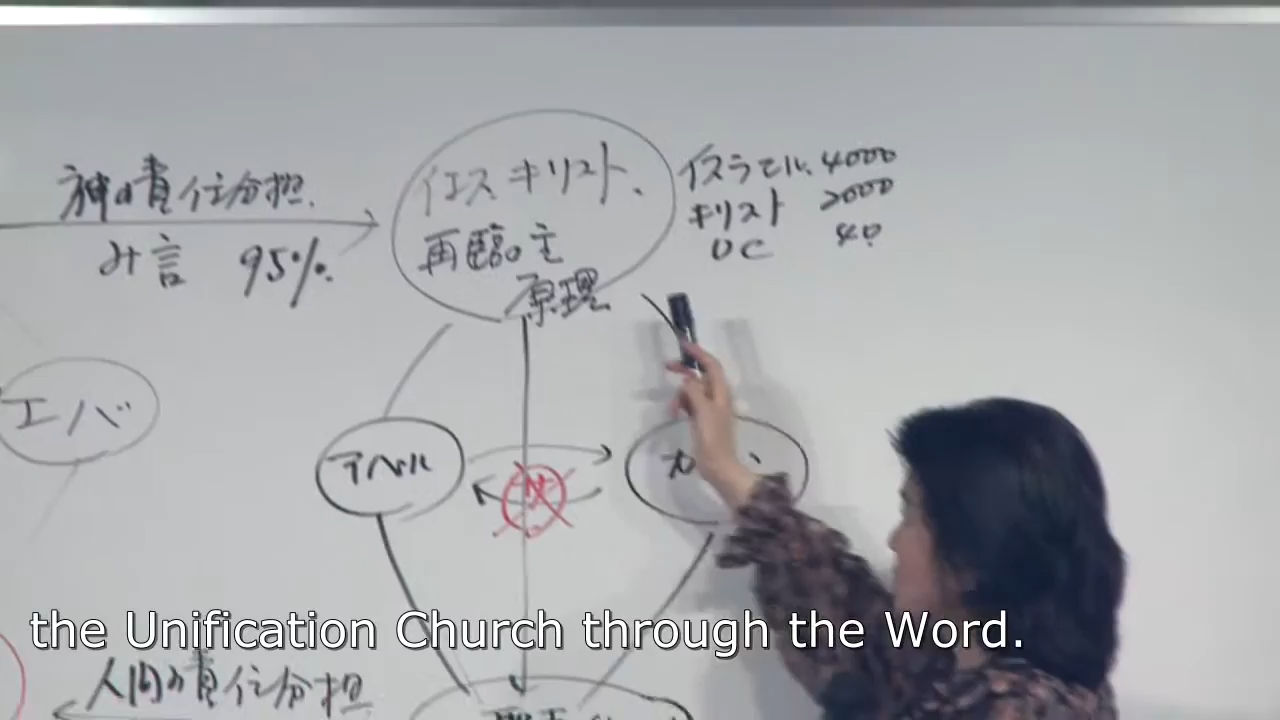 神の責任分担
み言 95%
イエスキリスト、
再臨の主
原理
イスラエル、4000
キリスト 2000
UC 40
エバ
アベル
サ
the Unification Church through the Word.
人間の責任分担